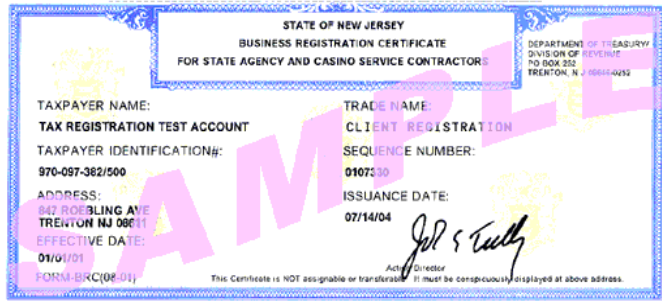 STATE OF NEW JERSEY
BUSINESS REGISTRATION CERTIFICATE
FOR STATE AGENCY AND CASINO SERVICE CONTRACTORS
DEPARTMENT OF TREASURY/
DIVISION OF REVENUE
PO BOX 252
TRENTON, N J 08646-0252
TAXPAYER NAME:
TAX REGISTRATION TEST ACCOUNT
TRADE NAME:
CLIENT REGISTRATION
TAXPAYER IDENTIFICATION#:
970-097-382/500
SEQUENCE NUMBER:
0107330
ADDRESS:
847 ROEBLING AVE
TRENTON NJ 08611
ISSUANCE DATE:
07/14/04
EFFECTIVE DATE:
01/01/01
Acting Director
FORM-BRC(08-01)
This Certificate is NOT assignable or transferable. It must be conspicuously displayed at above address.
SAMPLE